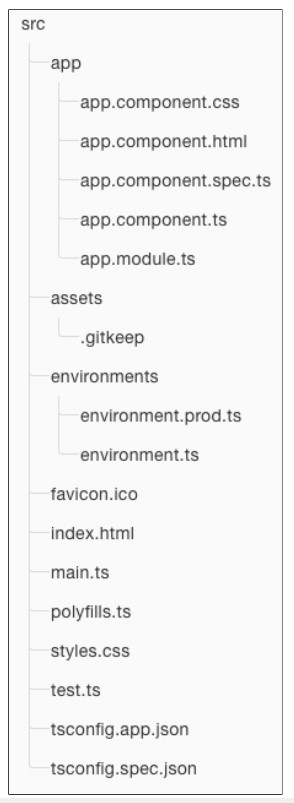 src
app
app.component.css
app.component.html
app.component.spec.ts
app.component.ts
app.module.ts
assets
.gitkeep
environments
environment.prod.ts
environment.ts
favicon.ico
index.html
main.ts
polyfills.ts
styles.css
test.ts
tsconfig.app.json
tsconfig.spec.json